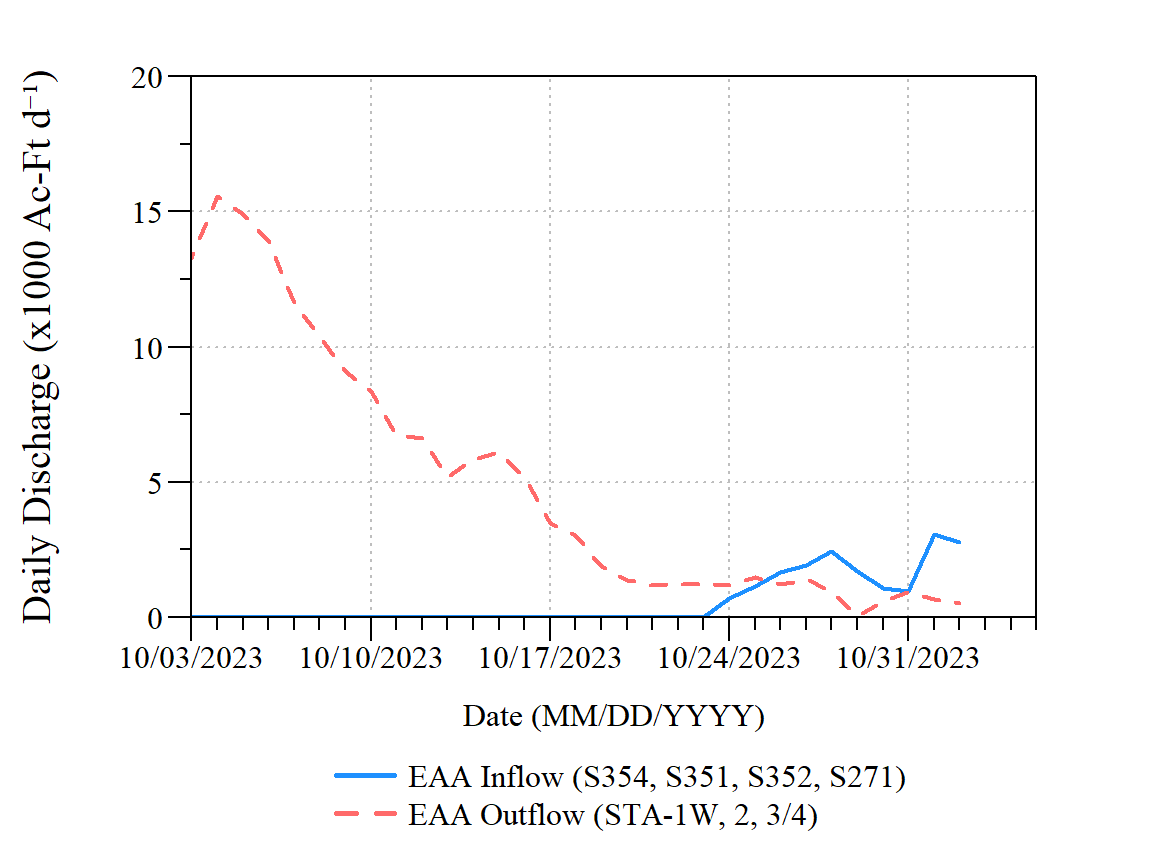 Daily Discharge (x1000 Ac-Ft d⁻¹)
20
15
10
5
0
10/03/2023 10/10/2023 10/17/2023 10/24/2023 10/31/2023
Date (MM/DD/YYYY)
EAA Inflow (S354, S351, S352, S271)
EAA Outflow (STA-1W, 2, 3/4)